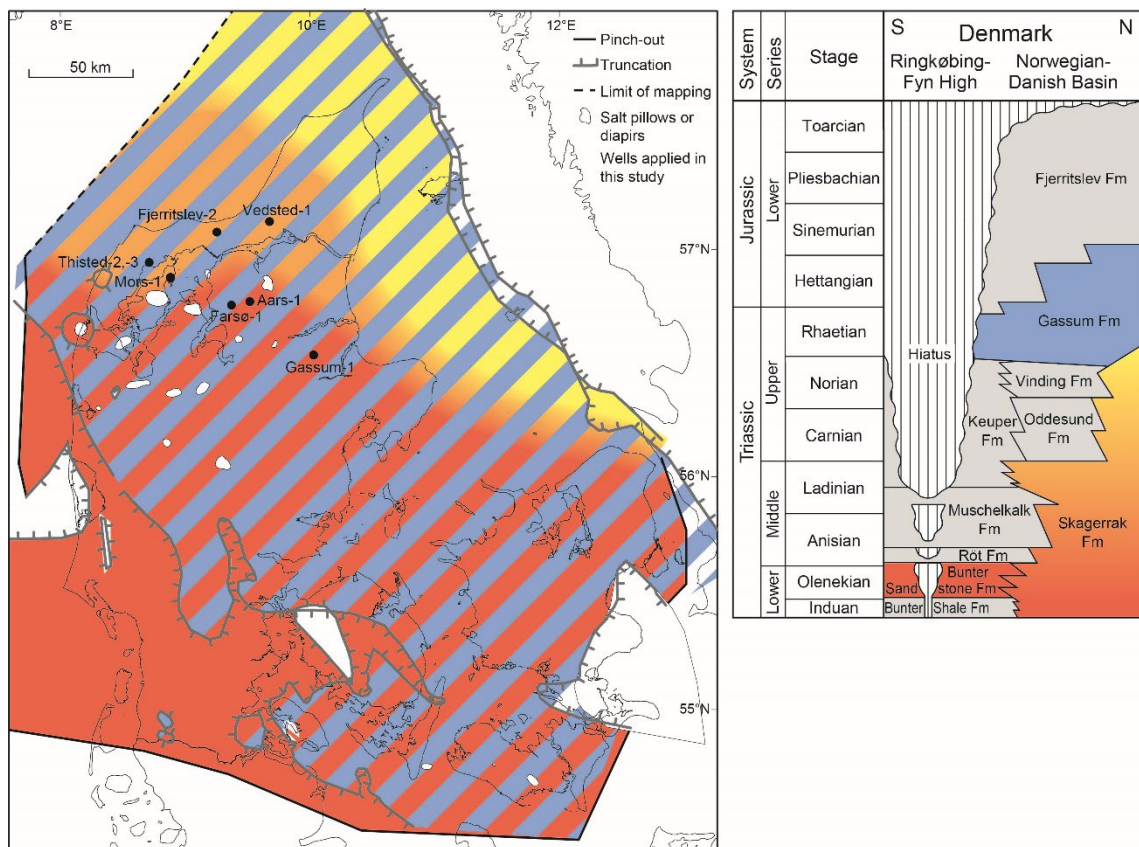 8°E
10°E
12°E
50 km
Pinch-out
Truncation
Limit of mapping
Salt pillows or
diapirs
Wells applied in
this study
Fjerritslev-2
Vedsted-1
57°N
Thisted-2,-3
Mors-1
Aars-1
Farsø-1
Gassum-1
56°N
55°N
System
Series
Stage
S
Denmark
N
Ringkøbing-
Fyn High
Norwegian-
Danish Basin
Jurassic
Lower
Toarcian
Pliesbachian
Sinemurian
Hettangian
Fjerritslev Fm
Gassum Fm
Triassic
Upper
Rhaetian
Norian
Carnian
Hiatus
Vinding Fm
Keuper
Fm
Oddesund
Fm
Middle
Ladinian
Anisian
Muschelkalk
Fm
Skagerrak
Fm
Röt Fm
Lower
Olenekian
Induan
Bunter
Sand
stone Fm
Bunter
Shale Fm